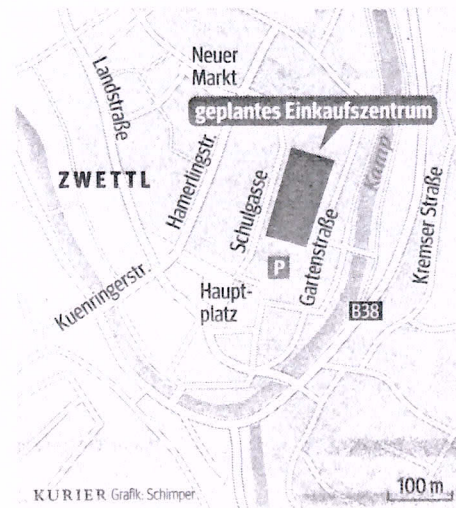 Neuer
Markt
Landstraße
geplantes Einkaufszentrum
ZWETTL
Hamerlingstr.
Schulgasse
Kamp
Kremser Straße
Gartenstraße
P
Kuenringerstr.
Haupt-
platz
B38
KURIER Grafik: Schimper
100 m